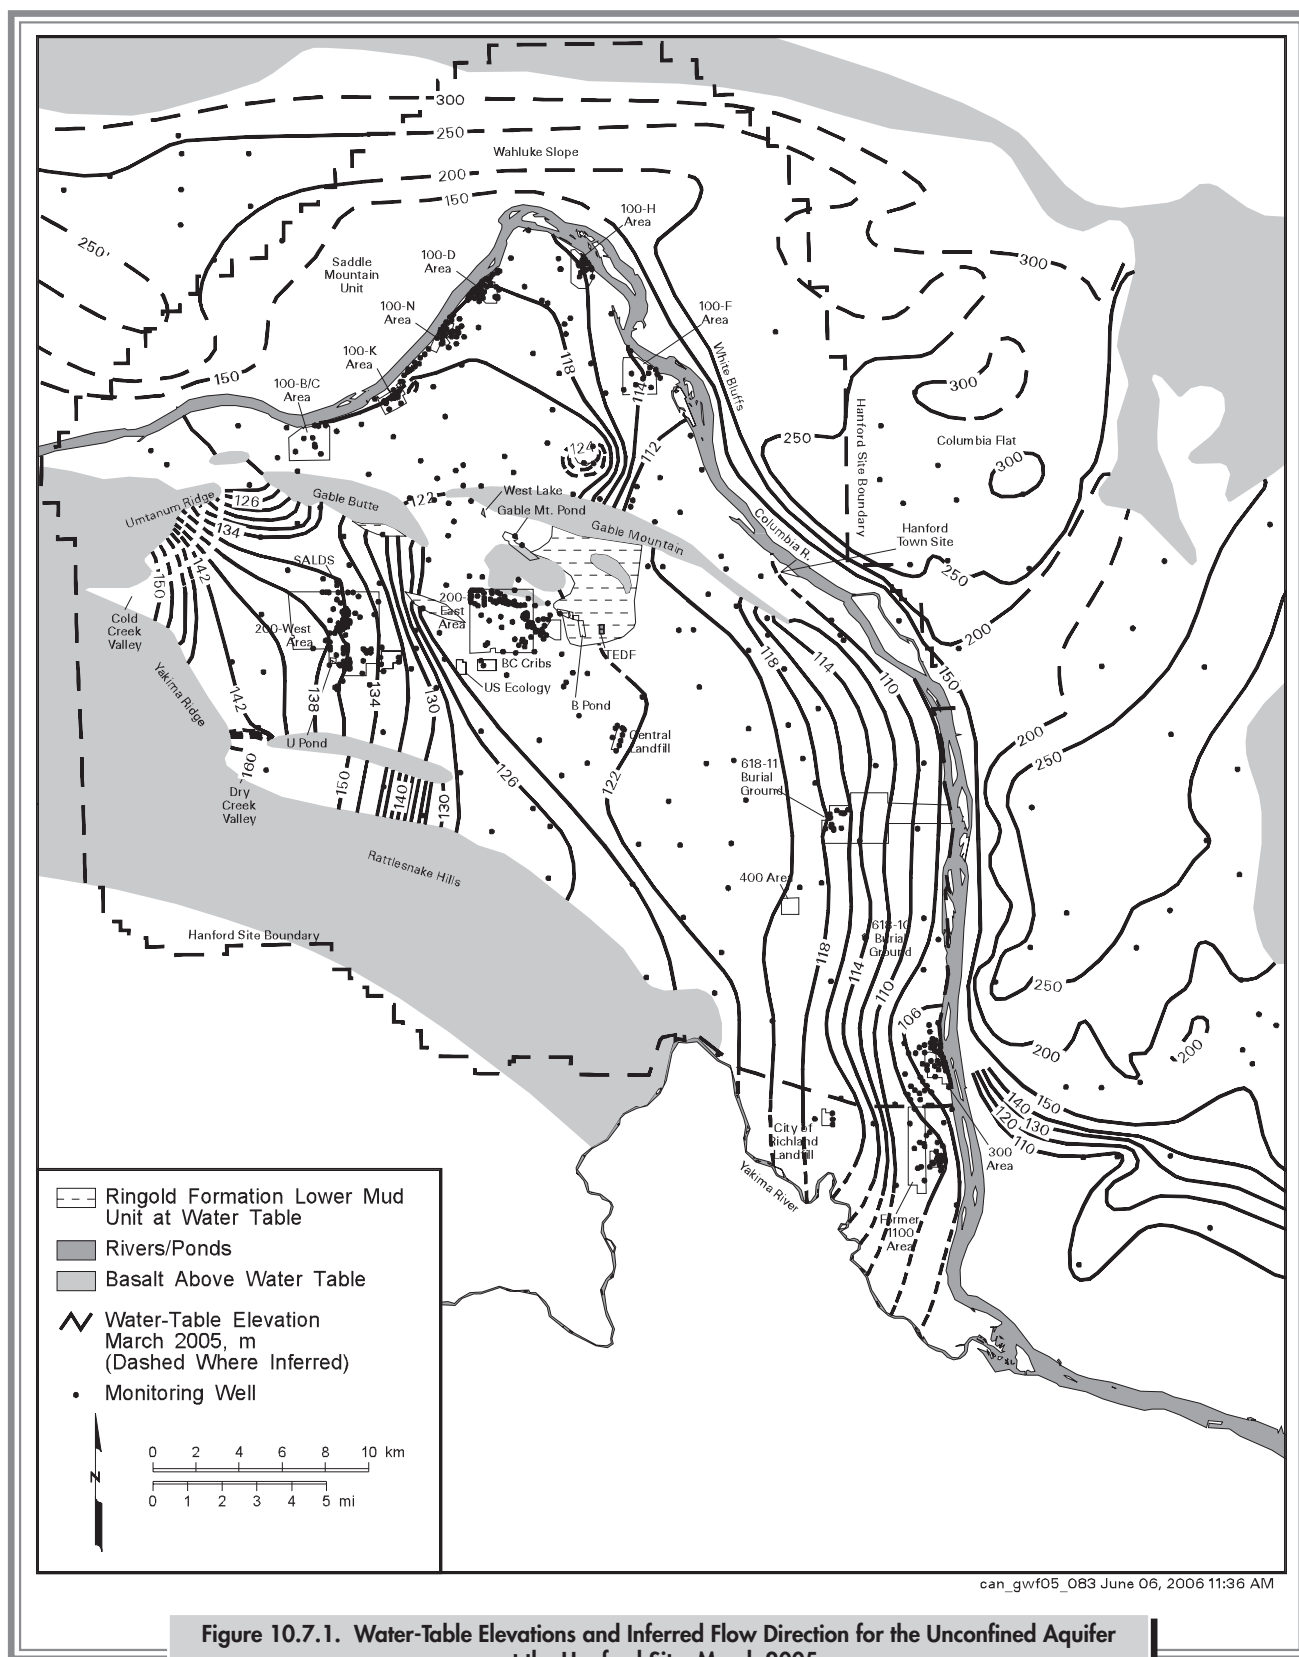 300
250
Wahluke Slope
200
150
100-H
Area
250
100-D
Area
Saddle
Mountain
Unit
300
100-N
Area
100-F
Area
118
100-K
Area
White Bluffs
150
100-B/C
Area
114
300
250
Hanford Site Boundary
Columbia Flat
124
112
300
Umtanum Ridge
126
Gable Butte
122
West Lake
Gable Mt. Pond
134
Gable Mountain
Columbia R.
Hanford
Town Site
SALDS
142
150
250
Cold
Creek
Valley
200-West
Area
200-
East
Area
200
TEDF
BC Cribs
118
114
110
150
Yakima Ridge
US Ecology
142
138
134
130
B Pond
U Pond
Central
Landfill
200
250
160
126
122
618-11
Burial
Ground
Dry
Creek
Valley
150
140
130
Rattlesnake Hills
400 Area
618-10
Burial
Ground
Hanford Site Boundary
118
114
110
250
106
200
200
150
140
130
120
110
City of
Richland
Landfill
300
Area
Yakima River
Former
1100
Area
Ringold Formation Lower Mud
Unit at Water Table
Rivers/Ponds
Basalt Above Water Table
Water-Table Elevation
March 2005, m
(Dashed Where Inferred)
Monitoring Well
0 2 4 6 8 10 km
N
0 1 2 3 4 5 mi
can_gwf05_083 June 06, 2006 11:36 AM
Figure 10.7.1. Water-Table Elevations and Inferred Flow Direction for the Unconfined Aquifer
at the Hanford Site, March 2005